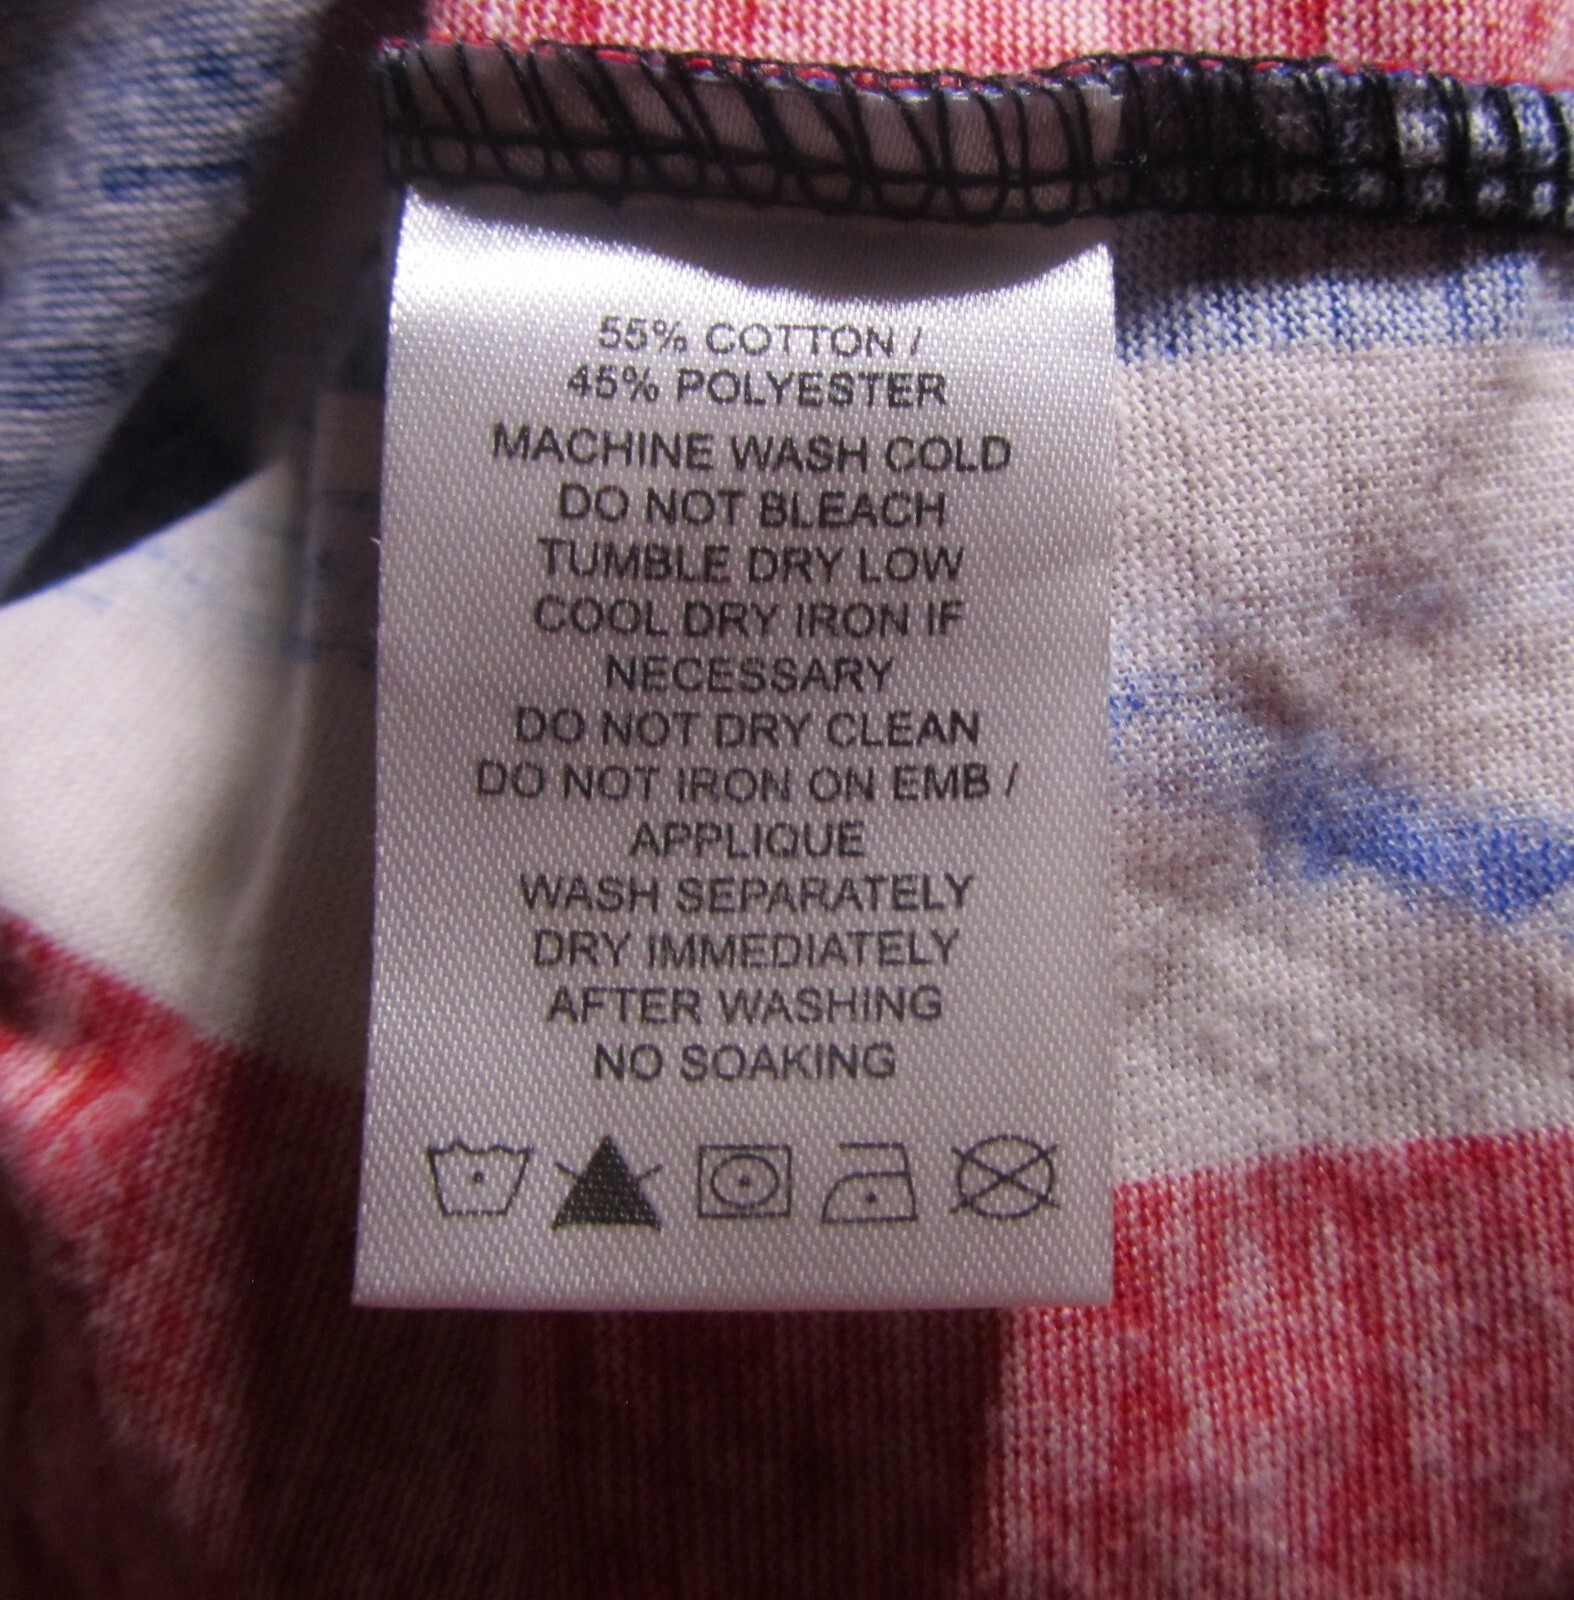 55% COTTON /
45% POLYESTER
MACHINE WASH COLD
DO NOT BLEACH
TUMBLE DRY LOW
COOL DRY IRON IF
NECESSARY
DO NOT DRY CLEAN
DO NOT IRON ON EMB /
APPLIQUE
WASH SEPARATELY
DRY IMMEDIATELY
AFTER WASHING
NO SOAKING